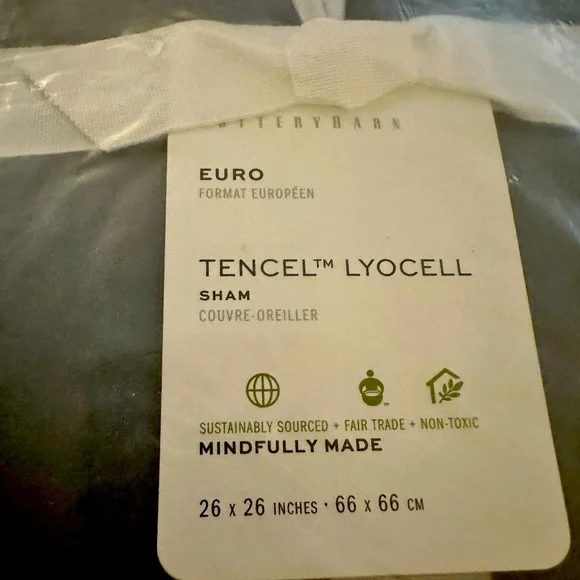 OTTERYBARN
EURO
FORMAT EUROPÉEN
TENCEL™ LYOCELL
SHAM
COUVRE-OREILLER
SUSTAINABLY SOURCED + FAIR TRADE + NON-TOXIC
MINDFULLY MADE
26 x 26 INCHES · 66 x 66 CM